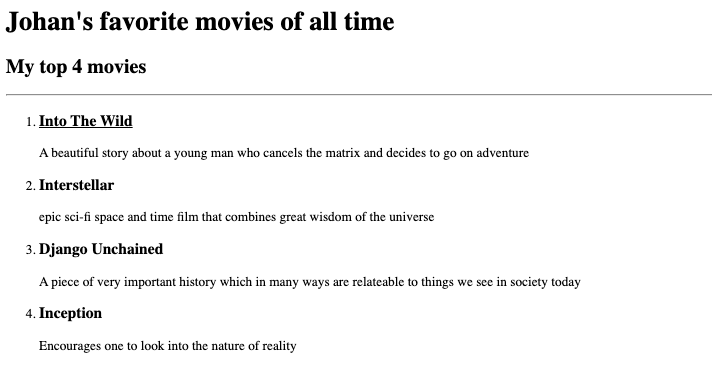 Johan's favorite movies of all time
My top 4 movies
1. Into The Wild
A beautiful story about a young man who cancels the matrix and decides to go on adventure
2. Interstellar
epic sci-fi space and time film that combines great wisdom of the universe
3. Django Unchained
A piece of very important history which in many ways are relateable to things we see in society today
4. Inception
Encourages one to look into the nature of reality